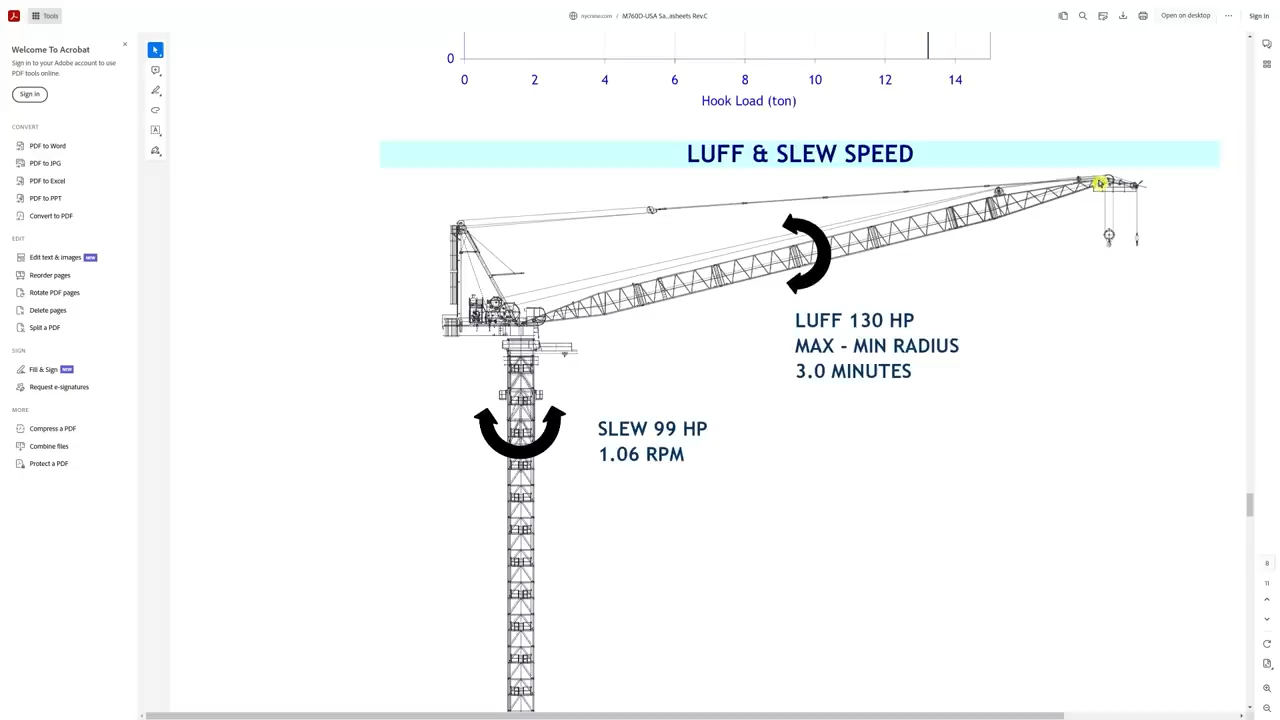 Tools
nycrane.com / M760D-USA Sa...asheets Rev.C
Open on desktop
Sign in
Welcome To Acrobat
Sign in to your Adobe account to use
PDF tools online.
Sign in
CONVERT
PDF to Word
PDF to JPG
PDF to Excel
PDF to PPT
Convert to PDF
EDIT
Edit text & images NEW
Reorder pages
Rotate PDF pages
Delete pages
Split a PDF
SIGN
Fill & Sign NEW
Request e-signatures
MORE
Compress a PDF
Combine files
Protect a PDF
0
0 2 4 6 8 10 12 14
Hook Load (ton)
LUFF & SLEW SPEED
LUFF 130 HP
MAX - MIN RADIUS
3.0 MINUTES
SLEW 99 HP
1.06 RPM
8
11